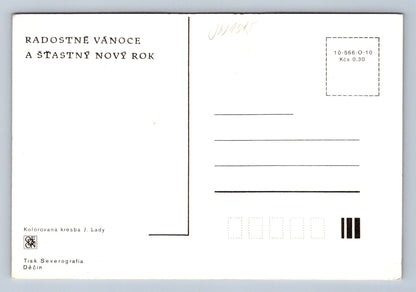 RADOSTNÉ VÁNOCE
A ŠŤASTNÝ NOVÝ ROK
10-566-O-10
Kčs 0,30
Kolorovaná kresba J. Lady
Tisk Severografia
Děčín